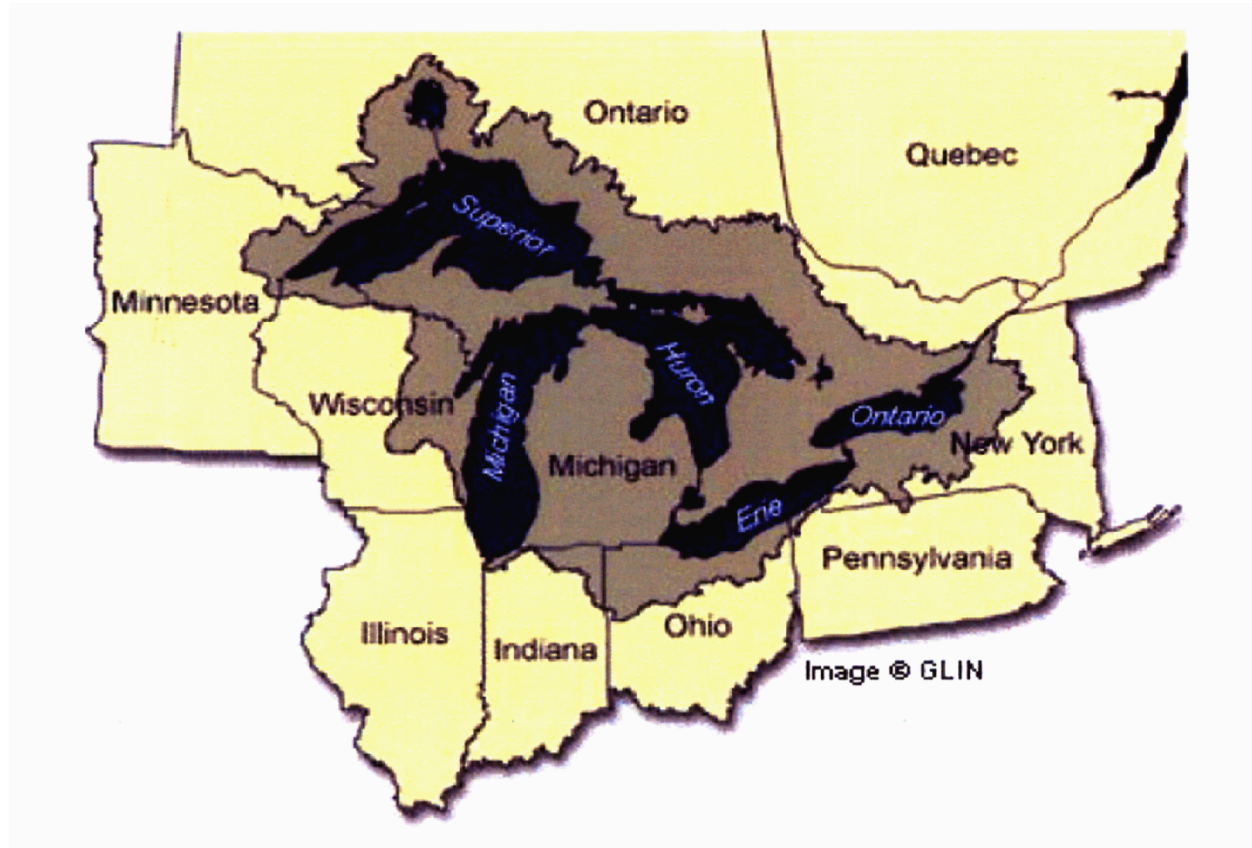 Ontario
Quebec
Superior
Minnesota
Huron
Wisconsin
Michigan
Ontario
New York
Michigan
Erie
Pennsylvania
Illinois
Indiana
Ohio
Image © GLIN